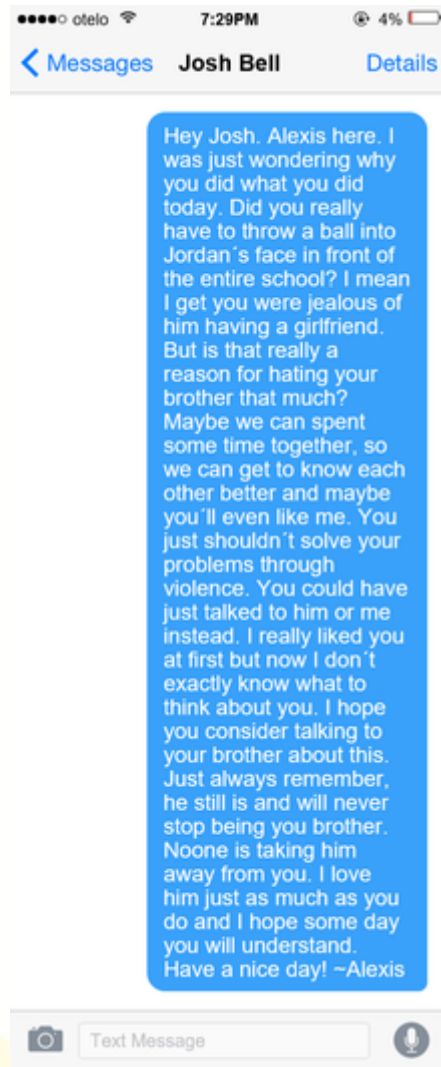 otelo 7:29PM 4%
Messages Josh Bell Details
Hey Josh. Alexis here. I
was just wondering why
you did what you did
today. Did you really
have to throw a ball into
Jordan´s face in front of
the entire school? I mean
I get you were jealous of
him having a girlfriend.
But is that really a
reason for hating your
brother that much?
Maybe we can spent
some time together, so
we can get to know each
other better and maybe
you´ll even like me. You
just shouldn´t solve your
problems through
violence. You could have
just talked to him or me
instead. I really liked you
at first but now I don´t
exactly know what to
think about you. I hope
you consider talking to
your brother about this.
Just always remember,
he still is and will never
stop being you brother.
Noone is taking him
away from you. I love
him just as much as you
do and I hope some day
you will understand.
Have a nice day! ~Alexis
Text Message